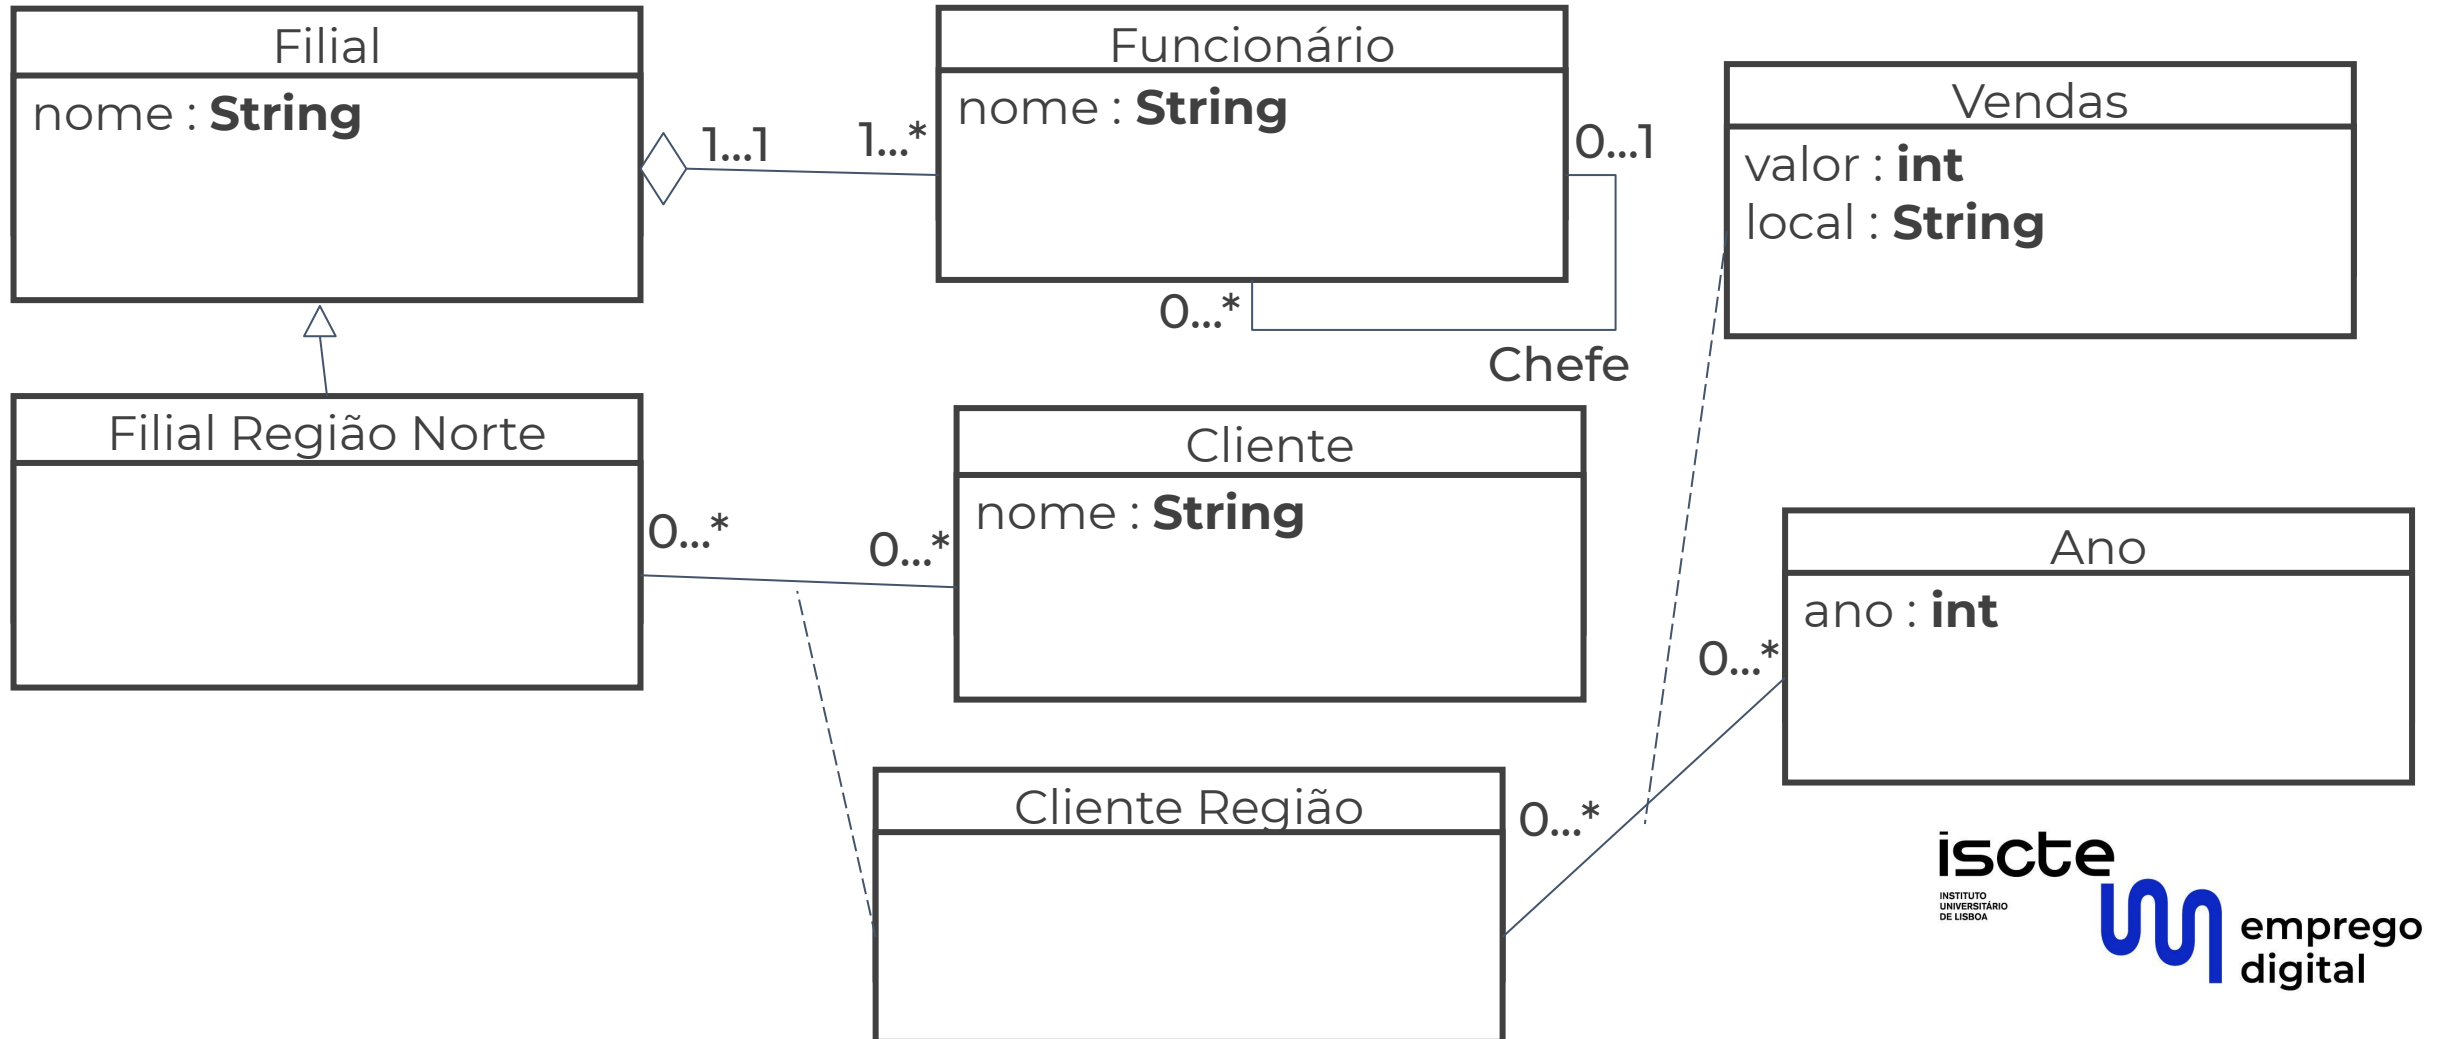 Filial
nome : String
1...1
1...*
Funcionário
nome : String
0...1
0...*
Chefe
Vendas
valor : int
local : String
Filial Região Norte
0...*
0...*
Cliente
nome : String
Ano
ano : int
0...*
Cliente Região
0...*
iscte
INSTITUTO
UNIVERSITÁRIO
DE LISBOA
emprego
digital